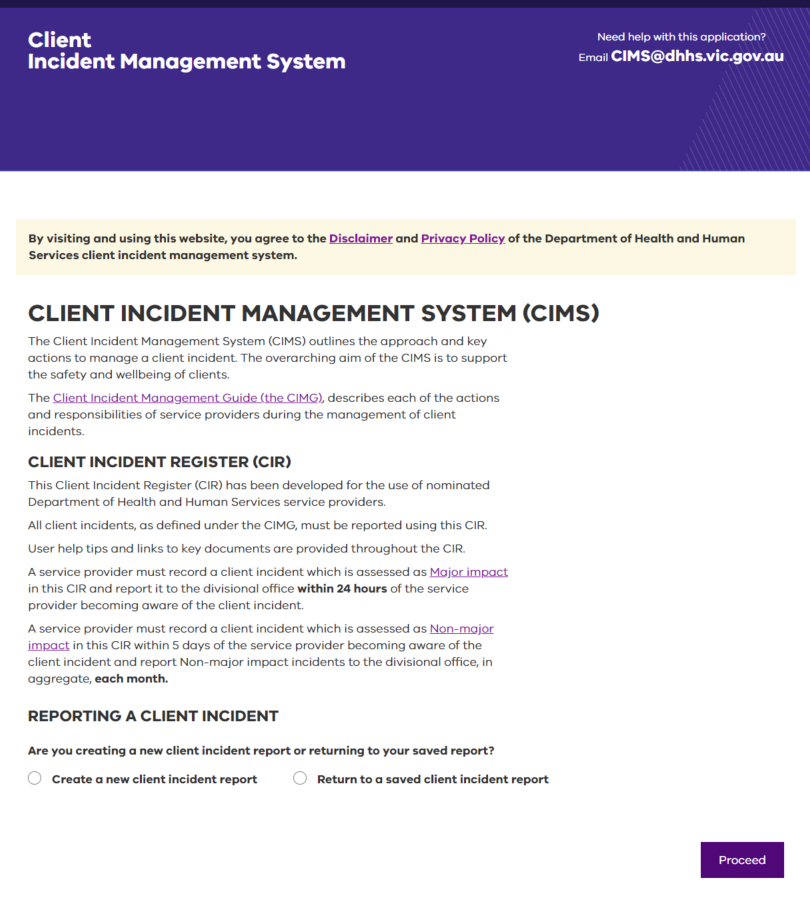 Client
Incident Management System
Need help with this application?
Email CIMS@dhhs.vic.gov.au
By visiting and using this website, you agree to the Disclaimer and Privacy Policy of the Department of Health and Human
Services client incident management system.
CLIENT INCIDENT MANAGEMENT SYSTEM (CIMS)
The Client Incident Management System (CIMS) outlines the approach and key
actions to manage a client incident. The overarching aim of the CIMS is to support
the safety and wellbeing of clients.
The Client Incident Management Guide (the CIMG), describes each of the actions
and responsibilities of service providers during the management of client
incidents.
CLIENT INCIDENT REGISTER (CIR)
This Client Incident Register (CIR) has been developed for the use of nominated
Department of Health and Human Services service providers.
All client incidents, as defined under the CIMG, must be reported using this CIR.
User help tips and links to key documents are provided throughout the CIR.
A service provider must record a client incident which is assessed as Major impact
in this CIR and report it to the divisional office within 24 hours of the service
provider becoming aware of the client incident.
A service provider must record a client incident which is assessed as Non-major
impact in this CIR within 5 days of the service provider becoming aware of the
client incident and report Non-major impact incidents to the divisional office, in
aggregate, each month.
REPORTING A CLIENT INCIDENT
Are you creating a new client incident report or returning to your saved report?
Create a new client incident report
Return to a saved client incident report
Proceed